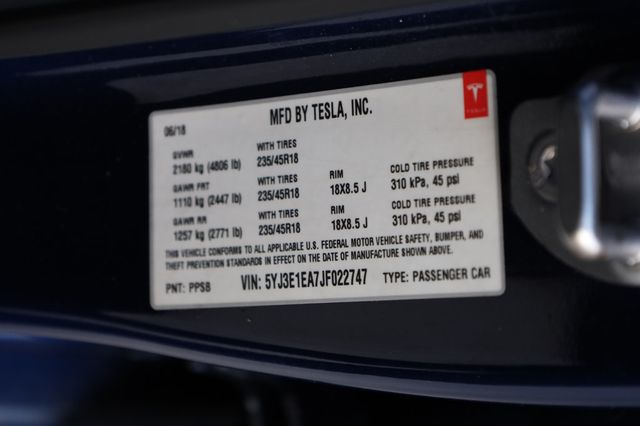 MFD BY TESLA, INC.
TESLA
06/18
GVWR WITH TIRES
2180 kg (4806 lb) 235/45R18
GAWR FRT WITH TIRES RIM COLD TIRE PRESSURE
1110 kg (2447 lb) 235/45R18 18X8.5 J 310 kPa, 45 psi
GAWR RR WITH TIRES RIM COLD TIRE PRESSURE
1257 kg (2771 lb) 235/45R18 18X8.5 J 310 kPa, 45 psi
THIS VEHICLE CONFORMS TO ALL APPLICABLE U.S. FEDERAL MOTOR VEHICLE SAFETY, BUMPER, AND
THEFT PREVENTION STANDARDS IN EFFECT ON THE DATE OF MANUFACTURE SHOWN ABOVE.
PNT: PPSB VIN: 5YJ3E1EA7JF022747 TYPE: PASSENGER CAR